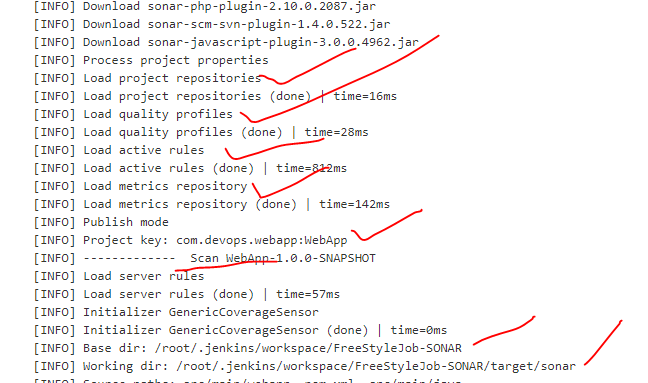 [INFO] Download sonar-php-plugin-2.10.0.2087.jar
[INFO] Download sonar-scm-svn-plugin-1.4.0.522.jar
[INFO] Download sonar-javascript-plugin-3.0.0.4962.jar
[INFO] Process project properties
[INFO] Load project repositories
[INFO] Load project repositories (done) | time=16ms
[INFO] Load quality profiles
[INFO] Load quality profiles (done) | time=28ms
[INFO] Load active rules
[INFO] Load active rules (done) | time=812ms
[INFO] Load metrics repository
[INFO] Load metrics repository (done) | time=142ms
[INFO] Publish mode
[INFO] Project key: com.devops.webapp:WebApp
[INFO] -------------  Scan WebApp-1.0.0-SNAPSHOT
[INFO] Load server rules
[INFO] Load server rules (done) | time=57ms
[INFO] Initializer GenericCoverageSensor
[INFO] Initializer GenericCoverageSensor (done) | time=0ms
[INFO] Base dir: /root/.jenkins/workspace/FreeStyleJob-SONAR
[INFO] Working dir: /root/.jenkins/workspace/FreeStyleJob-SONAR/target/sonar